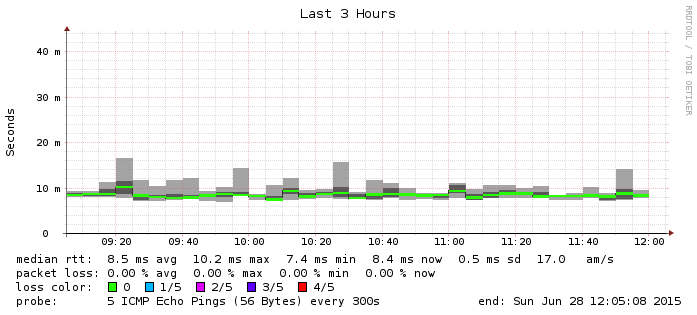 Last 3 Hours
RRDTOOL / TOBI OETIKER
Seconds
40 m
30 m
20 m
10 m
0
09:20 09:40 10:00 10:20 10:40 11:00 11:20 11:40 12:00
median rtt: 8.5 ms avg 10.2 ms max 7.4 ms min 8.4 ms now 0.5 ms sd 17.0 am/s
packet loss: 0.00 % avg 0.00 % max 0.00 % min 0.00 % now
loss color: 0 1/5 2/5 3/5 4/5
probe: 5 ICMP Echo Pings (56 Bytes) every 300s end: Sun Jun 28 12:05:08 2015